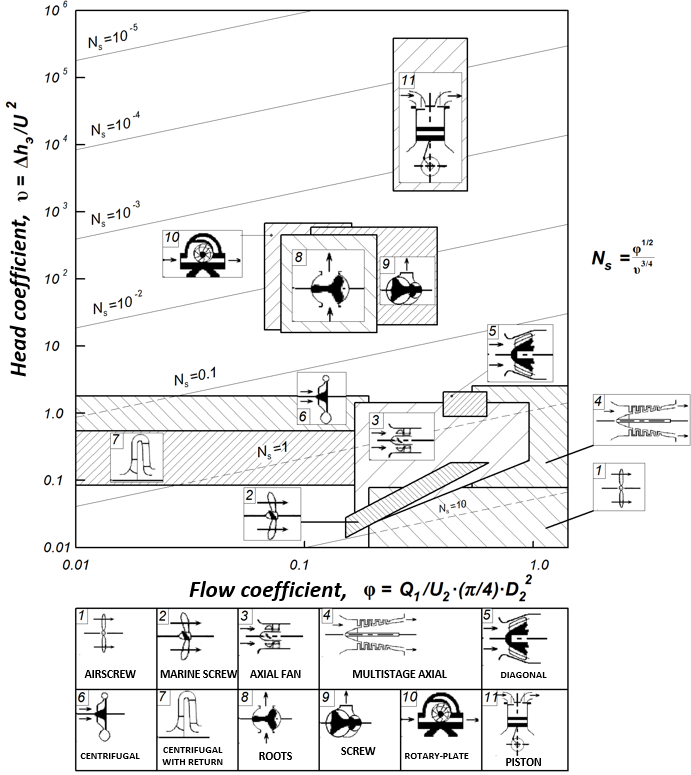 10^6
10^5
10^4
10^3
10^2
10
1.0
0.1
0.01
Head coefficient, υ = Δhэ/U^2
N_s=10^-5
N_s=10^-4
N_s=10^-3
N_s=10^-2
N_s=0.1
N_s=1
N_s=10
11
10
8
9
5
6
4
3
7
1
2
N_s = φ^1/2
υ^3/4
0.01
0.1
1.0
Flow coefficient, φ = Q_1/U_2·(π/4)·D_2^2
1
2
3
4
5
AIRSCREW
MARINE SCREW
AXIAL FAN
MULTISTAGE AXIAL
DIAGONAL
6
7
8
9
10
11
CENTRIFUGAL
CENTRIFUGAL
WITH RETURN
ROOTS
SCREW
ROTARY-PLATE
PISTON